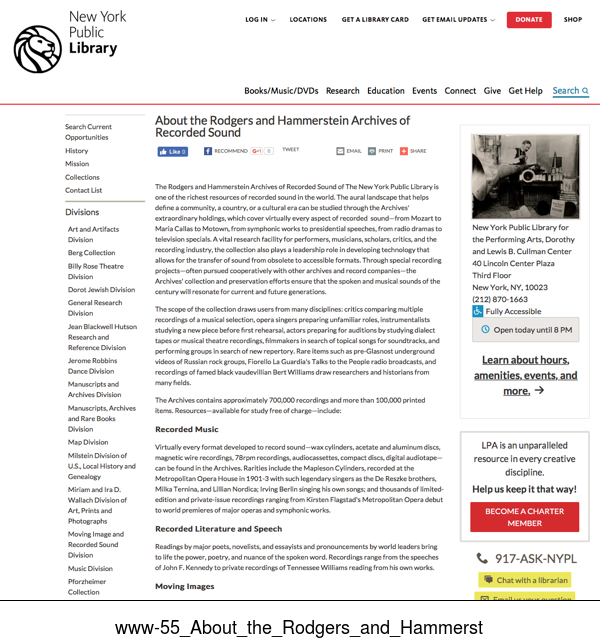 New York
Public
Library
LOG IN
LOCATIONS
GET A LIBRARY CARD
GET EMAIL UPDATES
DONATE
SHOP
Books/Music/DVDs Research Education Events Connect Give Get Help Search
Search Current
Opportunities
History
Mission
Collections
Contact List
Divisions
Art and Artifacts
Division
Berg Collection
Billy Rose Theatre
Division
Dorot Jewish Division
General Research
Division
Jean Blackwell Hutson
Research and
Reference Division
Jerome Robbins
Dance Division
Manuscripts and
Archives Division
Manuscripts, Archives
and Rare Books
Division
Map Division
Milstein Division of
U.S., Local History and
Genealogy
Miriam and Ira D.
Wallach Division of
Art, Prints and
Photographs
Moving Image and
Recorded Sound
Division
Music Division
Pforzheimer
Collection
About the Rodgers and Hammerstein Archives of
Recorded Sound
Like 0
RECOMMEND
G+1 0
TWEET
EMAIL
PRINT
SHARE
The Rodgers and Hammerstein Archives of Recorded Sound of The New York Public Library is
one of the richest resources of recorded sound in the world. The aural landscape that helps
define a community, a country, or a cultural era can be studied through the Archives'
extraordinary holdings, which cover virtually every aspect of recorded sound—from Mozart to
Maria Callas to Motown, from symphonic works to presidential speeches, from radio dramas to
television specials. A vital research facility for performers, musicians, scholars, critics, and the
recording industry, the collection also plays a leadership role in developing technology that
allows for the transfer of sound from obsolete to accessible formats. Through special recording
projects—often pursued cooperatively with other archives and record companies—the
Archives' collection and preservation efforts ensure that the spoken and musical sounds of the
century will resonate for current and future generations.
The scope of the collection draws users from many disciplines: critics comparing multiple
recordings of a musical selection, opera singers preparing unfamiliar roles, instrumentalists
studying a new piece before first rehearsal, actors preparing for auditions by studying dialect
tapes or musical theatre recordings, filmmakers in search of topical songs for soundtracks, and
performing groups in search of new repertory. Rare items such as pre-Glasnost underground
videos of Russian rock groups, Fiorello La Guardia's Talks to the People radio broadcasts, and
recordings of famed black vaudevillian Bert Williams draw researchers and historians from
many fields.
The Archives contains approximately 700,000 recordings and more than 100,000 printed
items. Resources—available for study free of charge—include:
Recorded Music
Virtually every format developed to record sound—wax cylinders, acetate and aluminum discs,
magnetic wire recordings, 78rpm recordings, audiocassettes, compact discs, digital audiotape—
can be found in the Archives. Rarities include the Mapleson Cylinders, recorded at the
Metropolitan Opera House in 1901-3 with such legendary singers as the De Reszke brothers,
Milka Ternina, and Lillian Nordica; Irving Berlin singing his own songs; and thousands of limited-
edition and private-issue recordings ranging from Kirsten Flagstad's Metropolitan Opera debut
to world premieres of major operas and symphonic works.
Recorded Literature and Speech
Readings by major poets, novelists, and essayists and pronouncements by world leaders bring
to life the power, poetry, and nuance of the spoken word. Recordings range from the speeches
of John F. Kennedy to private recordings of Tennessee Williams reading from his own works.
Moving Images
New York Public Library for
the Performing Arts, Dorothy
and Lewis B. Cullman Center
40 Lincoln Center Plaza
Third Floor
New York, NY, 10023
(212) 870-1663
Fully Accessible
Open today until 8 PM
Learn about hours,
amenities, events, and
more.
LPA is an unparalleled
resource in every creative
discipline.
Help us keep it that way!
BECOME A CHARTER
MEMBER
917-ASK-NYPL
Chat with a librarian
Email us your question
www-55_About_the_Rodgers_and_Hammerst